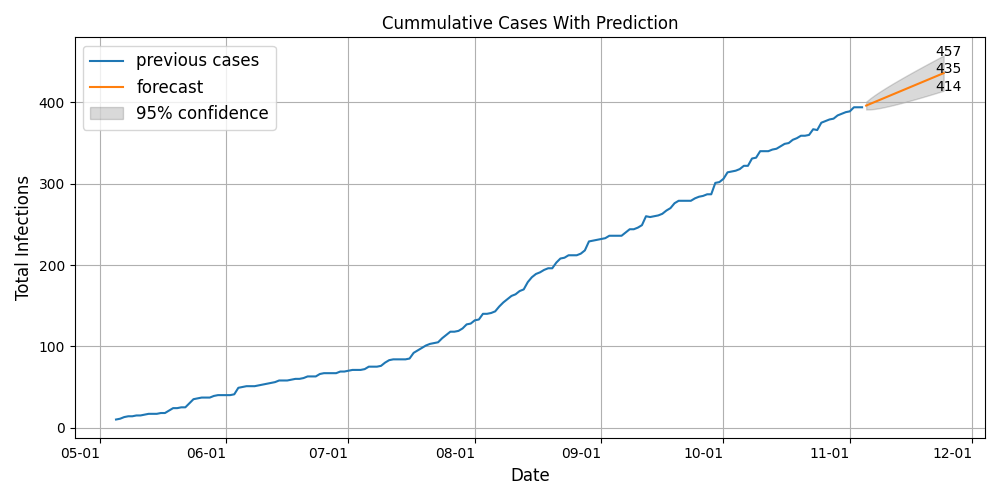 Cummulative Cases With Prediction
previous cases
forecast
95% confidence
457
435
414
400
300
200
100
0
Total Infections
05-01
06-01
07-01
08-01
09-01
10-01
11-01
12-01
Date